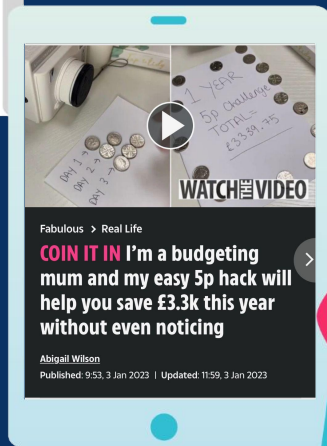 DAY 1 →
DAY 2 →
DAY 3 →
1 YEAR
5p Challenge
TOTAL:
£3339.75
WATCH THE VIDEO
Fabulous > Real Life
COIN IT IN I'm a budgeting
mum and my easy 5p hack will
help you save £3.3k this year
without even noticing
Abigail Wilson
Published: 9:53, 3 Jan 2023 | Updated: 11:59, 3 Jan 2023